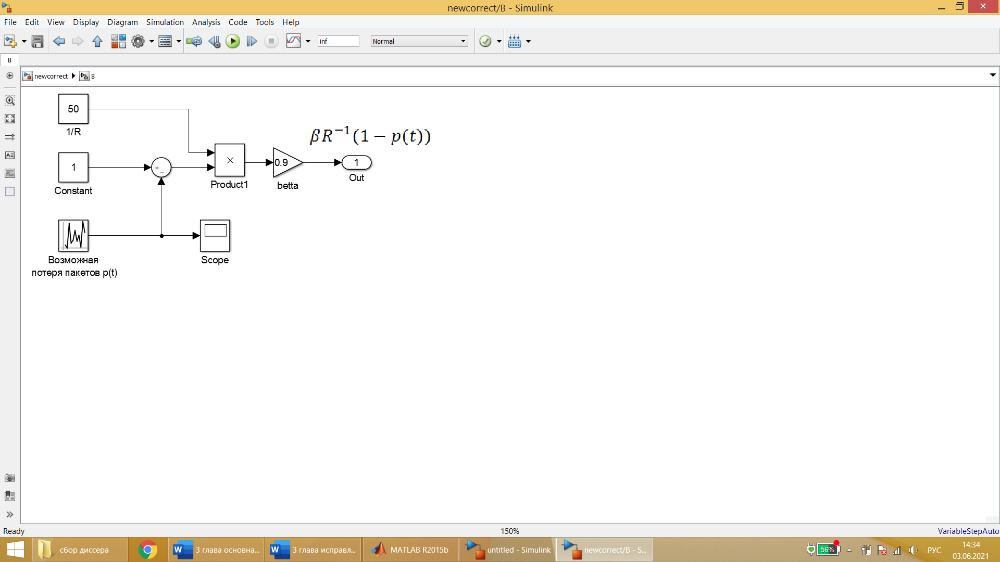 newcorrect/B - Simulink
File Edit View Display Diagram Simulation Analysis Code Tools Help
inf Normal
B
newcorrect B
50
1/R
βR⁻¹(1 − p(t))
1
Constant
+
−
×
Product1
0.9
betta
1
Out
Возможная
потеря пакетов p(t)
Scope
Ready 150% VariableStepAuto
сбор диссера 3 глава основна... 3 глава исправл... MATLAB R2015b untitled - Simulink newcorrect/B - S... 56% РУС 14:34
03.06.2021